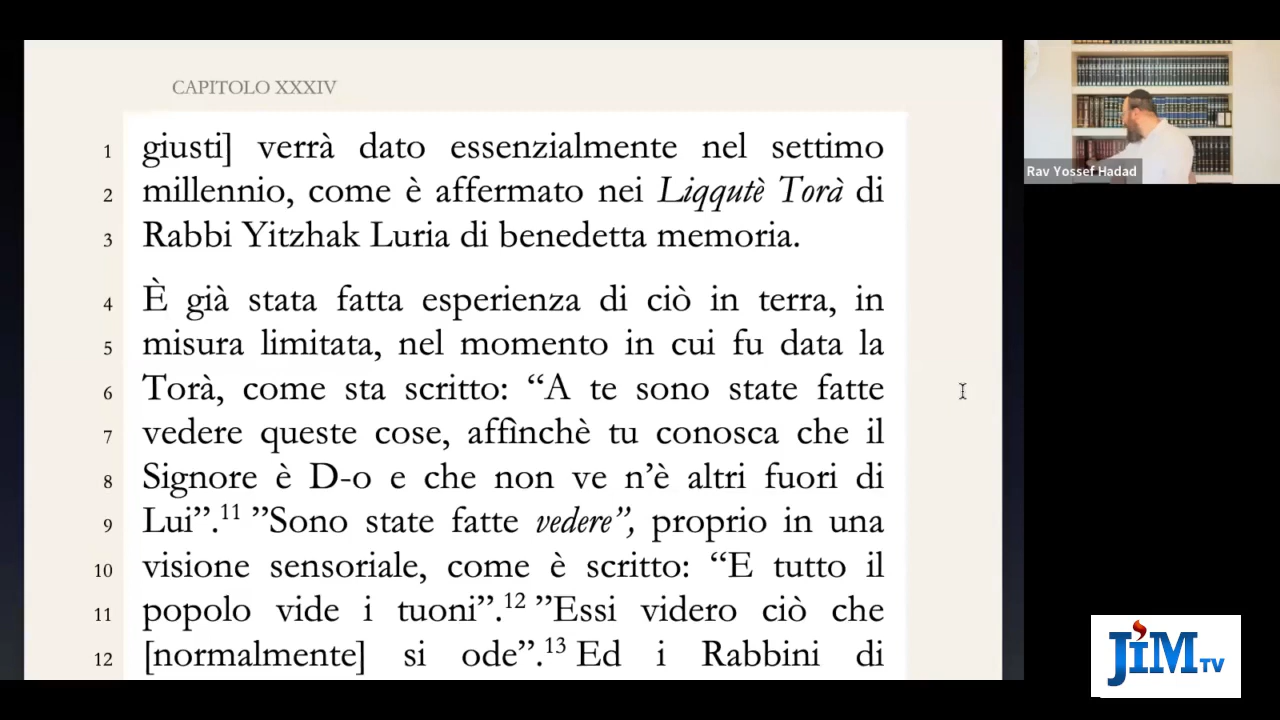 CAPITOLO XXXIV
1 giusti] verrà dato essenzialmente nel settimo
2 millennio, come è affermato nei Liqqutè Torà di
3 Rabbi Yitzhak Luria di benedetta memoria.
4 È già stata fatta esperienza di ciò in terra, in
5 misura limitata, nel momento in cui fu data la
6 Torà, come sta scritto: “A te sono state fatte
7 vedere queste cose, affinchè tu conosca che il
8 Signore è D-o e che non ve n’è altri fuori di
9 Lui”.11 ”Sono state fatte vedere”, proprio in una
10 visione sensoriale, come è scritto: “E tutto il
11 popolo vide i tuoni”.12 ”Essi videro ciò che
12 [normalmente] si ode”.13 Ed i Rabbini di
Rav Yossef Hadad
JiM TV